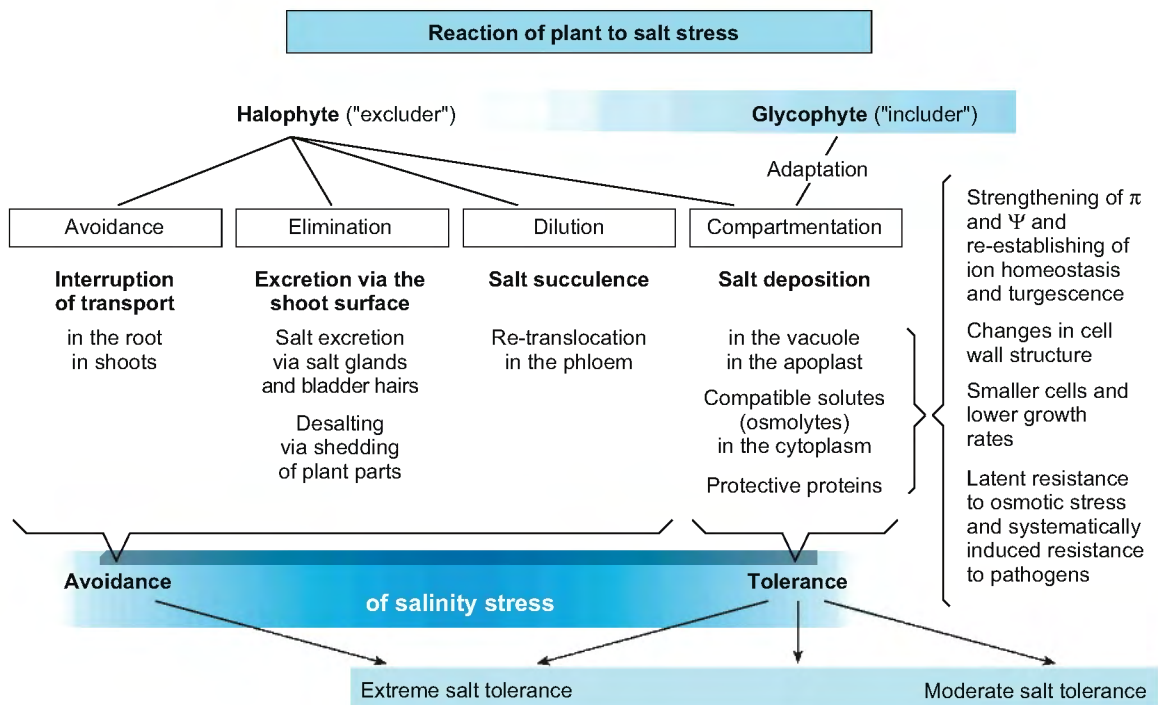 Reaction of plant to salt stress
Halophyte ("excluder")
Glycophyte ("includer")
Adaptation
Avoidance
Elimination
Dilution
Compartmentation
Interruption
of transport
in the root
in shoots
Excretion via the
shoot surface
Salt excretion
via salt glands
and bladder hairs
Desalting
via shedding
of plant parts
Salt succulence
Re-translocation
in the phloem
Salt deposition
in the vacuole
in the apoplast
Compatible solutes
(osmolytes)
in the cytoplasm
Protective proteins
Strengthening of π
and Ψ and
re-establishing of
ion homeostasis
and turgescence
Changes in cell
wall structure
Smaller cells and
lower growth
rates
Latent resistance
to osmotic stress
and systematically
induced resistance
to pathogens
Avoidance
Tolerance
of salinity stress
Extreme salt tolerance
Moderate salt tolerance